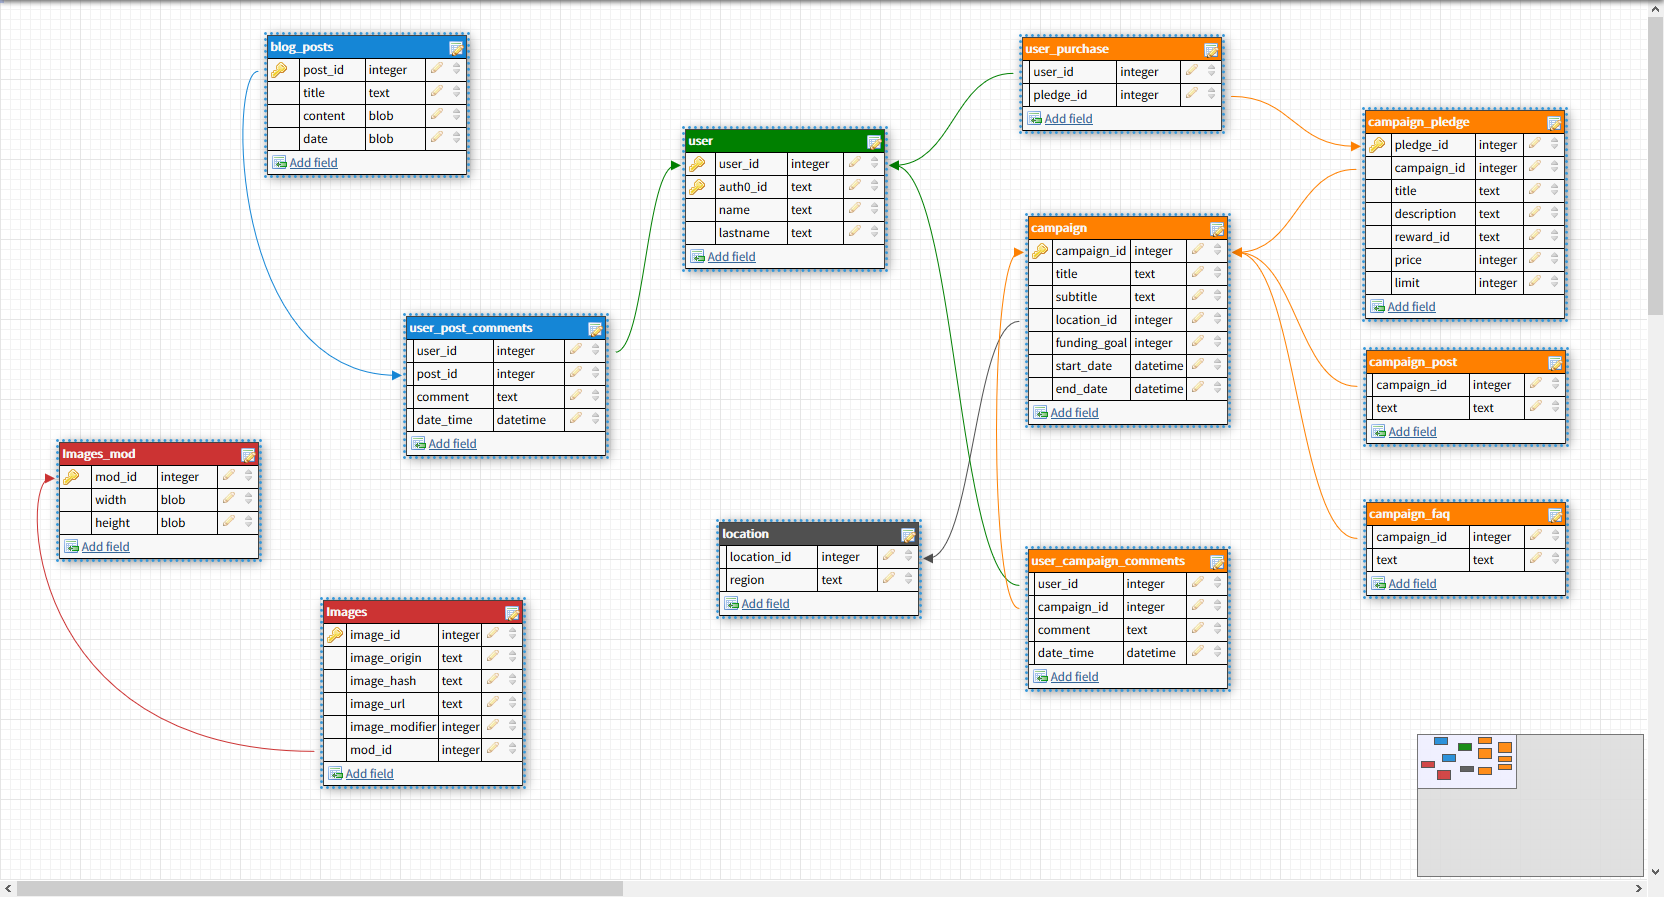 blog_posts
post_id integer
title text
content blob
date blob
Add field
user_purchase
user_id integer
pledge_id integer
Add field
campaign_pledge
pledge_id integer
campaign_id integer
title text
description text
reward_id text
price integer
limit integer
Add field
user
user_id integer
auth0_id text
name text
lastname text
Add field
campaign
campaign_id integer
title text
subtitle text
location_id integer
funding_goal integer
start_date datetime
end_date datetime
Add field
user_post_comments
user_id integer
post_id integer
comment text
date_time datetime
Add field
campaign_post
campaign_id integer
text text
Add field
Images_mod
mod_id integer
width blob
height blob
Add field
campaign_faq
campaign_id integer
text text
Add field
location
location_id integer
region text
Add field
user_campaign_comments
user_id integer
campaign_id integer
comment text
date_time datetime
Add field
Images
image_id integer
image_origin text
image_hash text
image_url text
image_modifier integer
mod_id integer
Add field